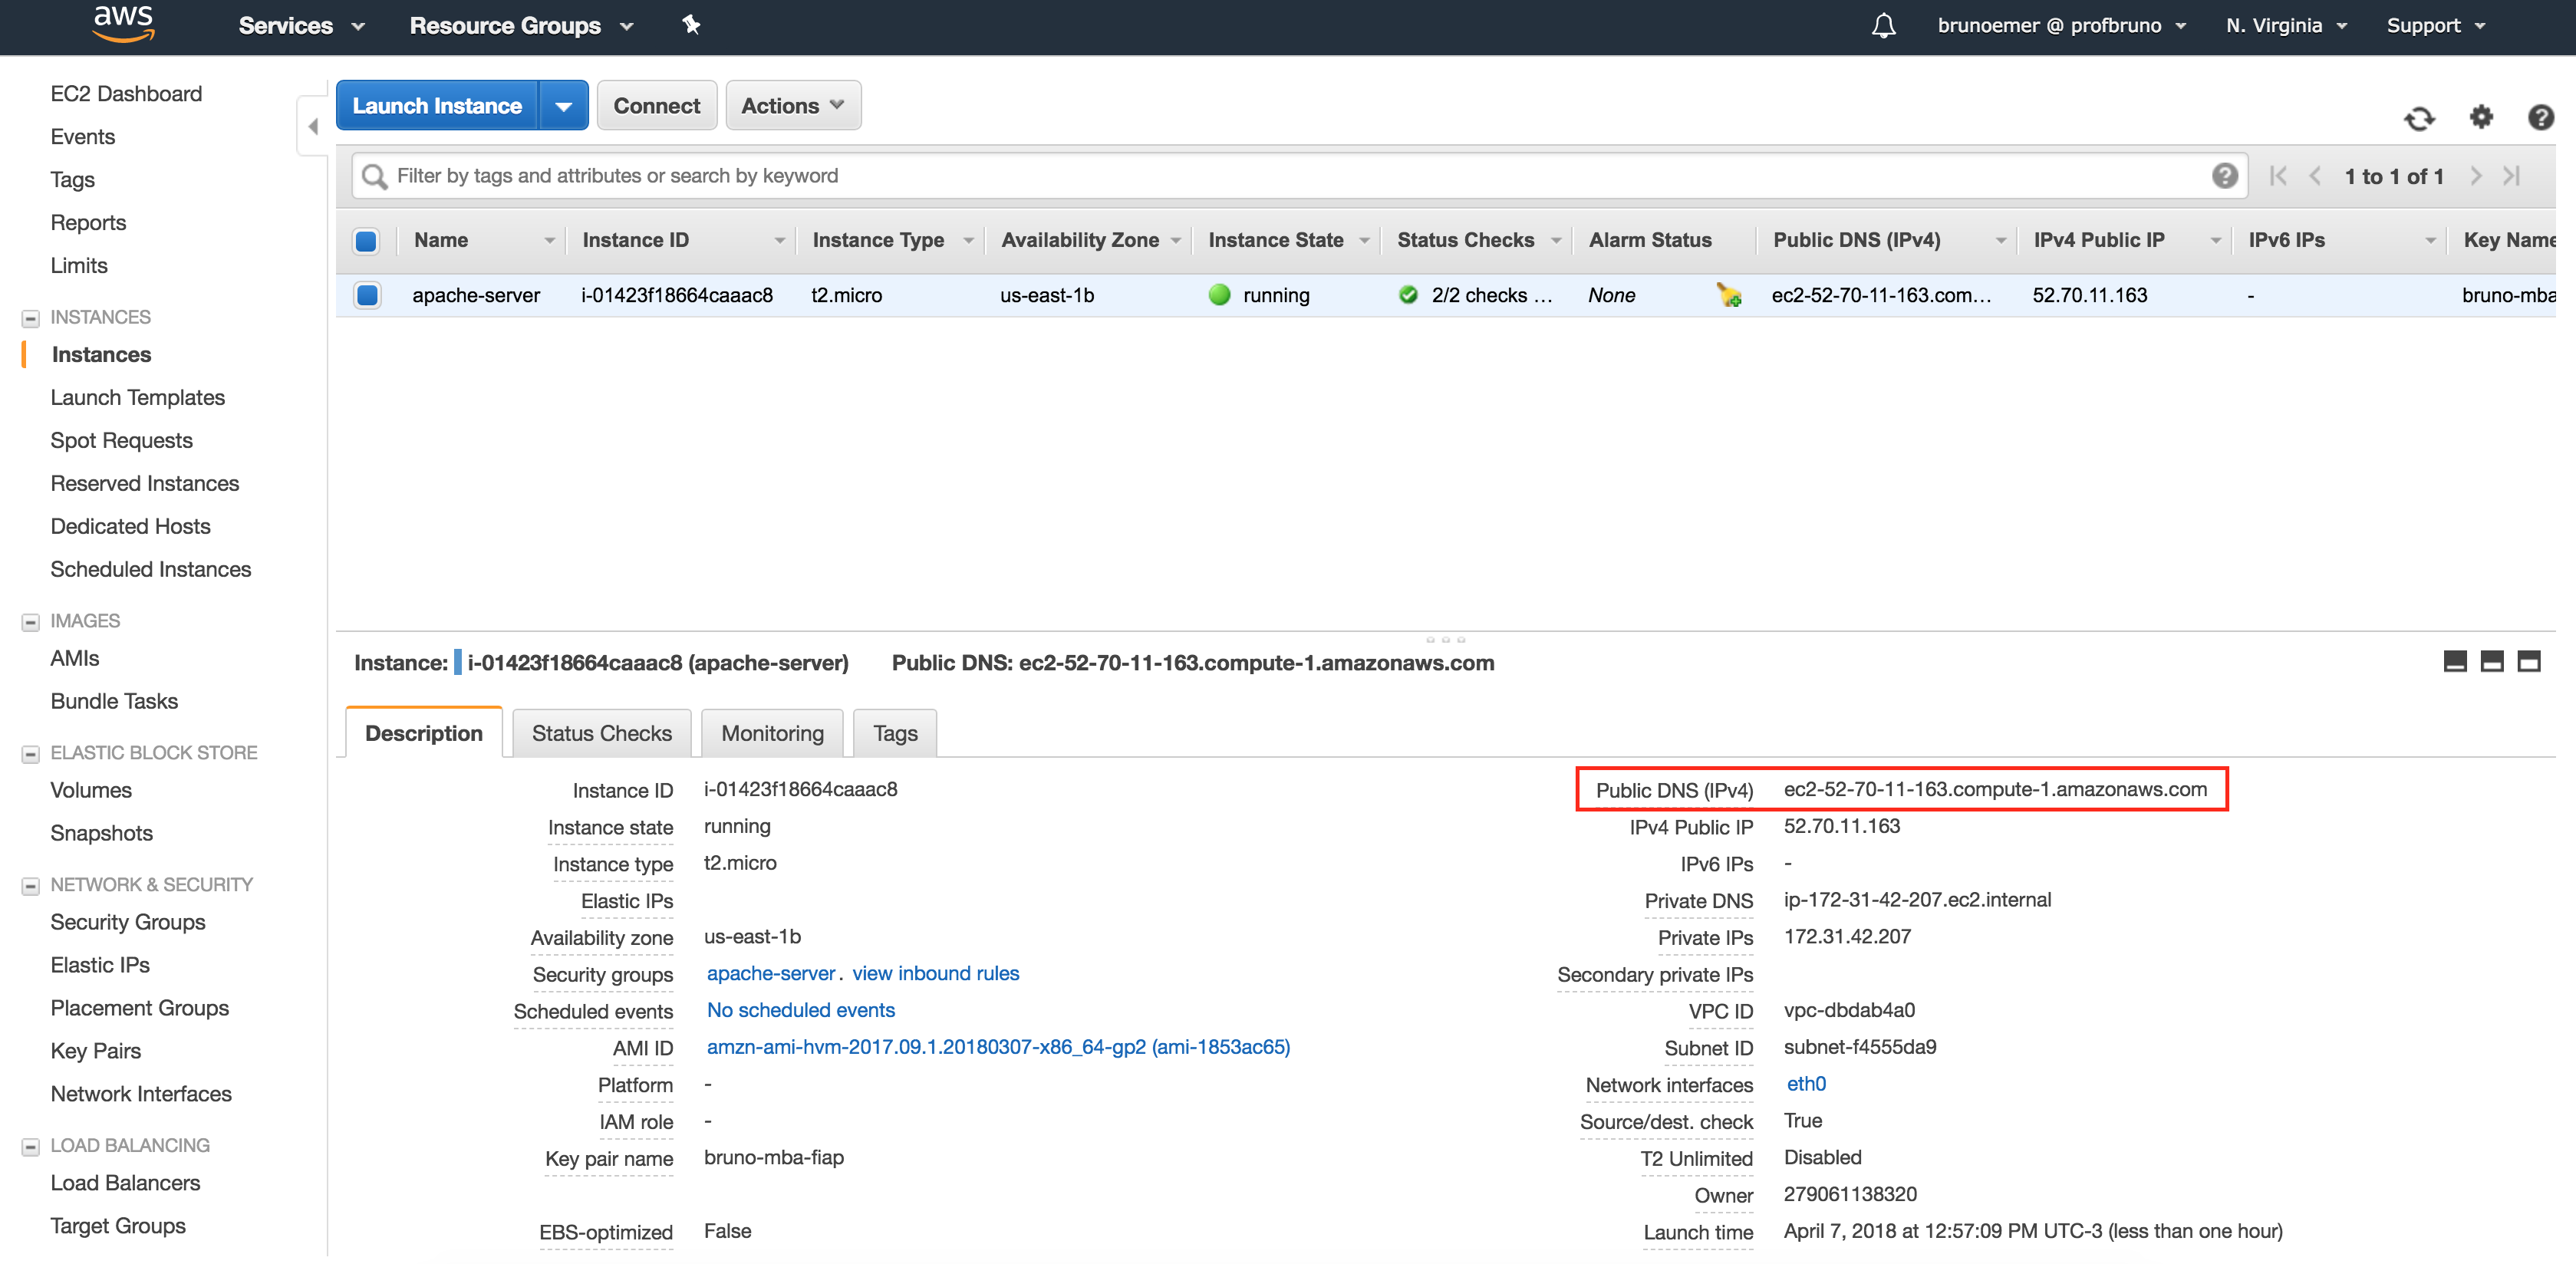 aws
Services
Resource Groups
brunoemer @ profbruno
N. Virginia
Support
EC2 Dashboard
Events
Tags
Reports
Limits
INSTANCES
Instances
Launch Templates
Spot Requests
Reserved Instances
Dedicated Hosts
Scheduled Instances
IMAGES
AMIs
Bundle Tasks
ELASTIC BLOCK STORE
Volumes
Snapshots
NETWORK & SECURITY
Security Groups
Elastic IPs
Placement Groups
Key Pairs
Network Interfaces
LOAD BALANCING
Load Balancers
Target Groups
Launch Instance
Connect
Actions
Filter by tags and attributes or search by keyword
1 to 1 of 1
Name Instance ID Instance Type Availability Zone Instance State Status Checks Alarm Status Public DNS (IPv4) IPv4 Public IP IPv6 IPs Key Name
apache-server i-01423f18664caaac8 t2.micro us-east-1b running 2/2 checks ... None ec2-52-70-11-163.com... 52.70.11.163 - bruno-mba
Instance: i-01423f18664caaac8 (apache-server) Public DNS: ec2-52-70-11-163.compute-1.amazonaws.com
Description
Status Checks
Monitoring
Tags
Instance ID i-01423f18664caaac8
Instance state running
Instance type t2.micro
Elastic IPs
Availability zone us-east-1b
Security groups apache-server. view inbound rules
Scheduled events No scheduled events
AMI ID amzn-ami-hvm-2017.09.1.20180307-x86_64-gp2 (ami-1853ac65)
Platform -
IAM role -
Key pair name bruno-mba-fiap
EBS-optimized False
Public DNS (IPv4) ec2-52-70-11-163.compute-1.amazonaws.com
IPv4 Public IP 52.70.11.163
IPv6 IPs -
Private DNS ip-172-31-42-207.ec2.internal
Private IPs 172.31.42.207
Secondary private IPs
VPC ID vpc-dbdab4a0
Subnet ID subnet-f4555da9
Network interfaces eth0
Source/dest. check True
T2 Unlimited Disabled
Owner 279061138320
Launch time April 7, 2018 at 12:57:09 PM UTC-3 (less than one hour)